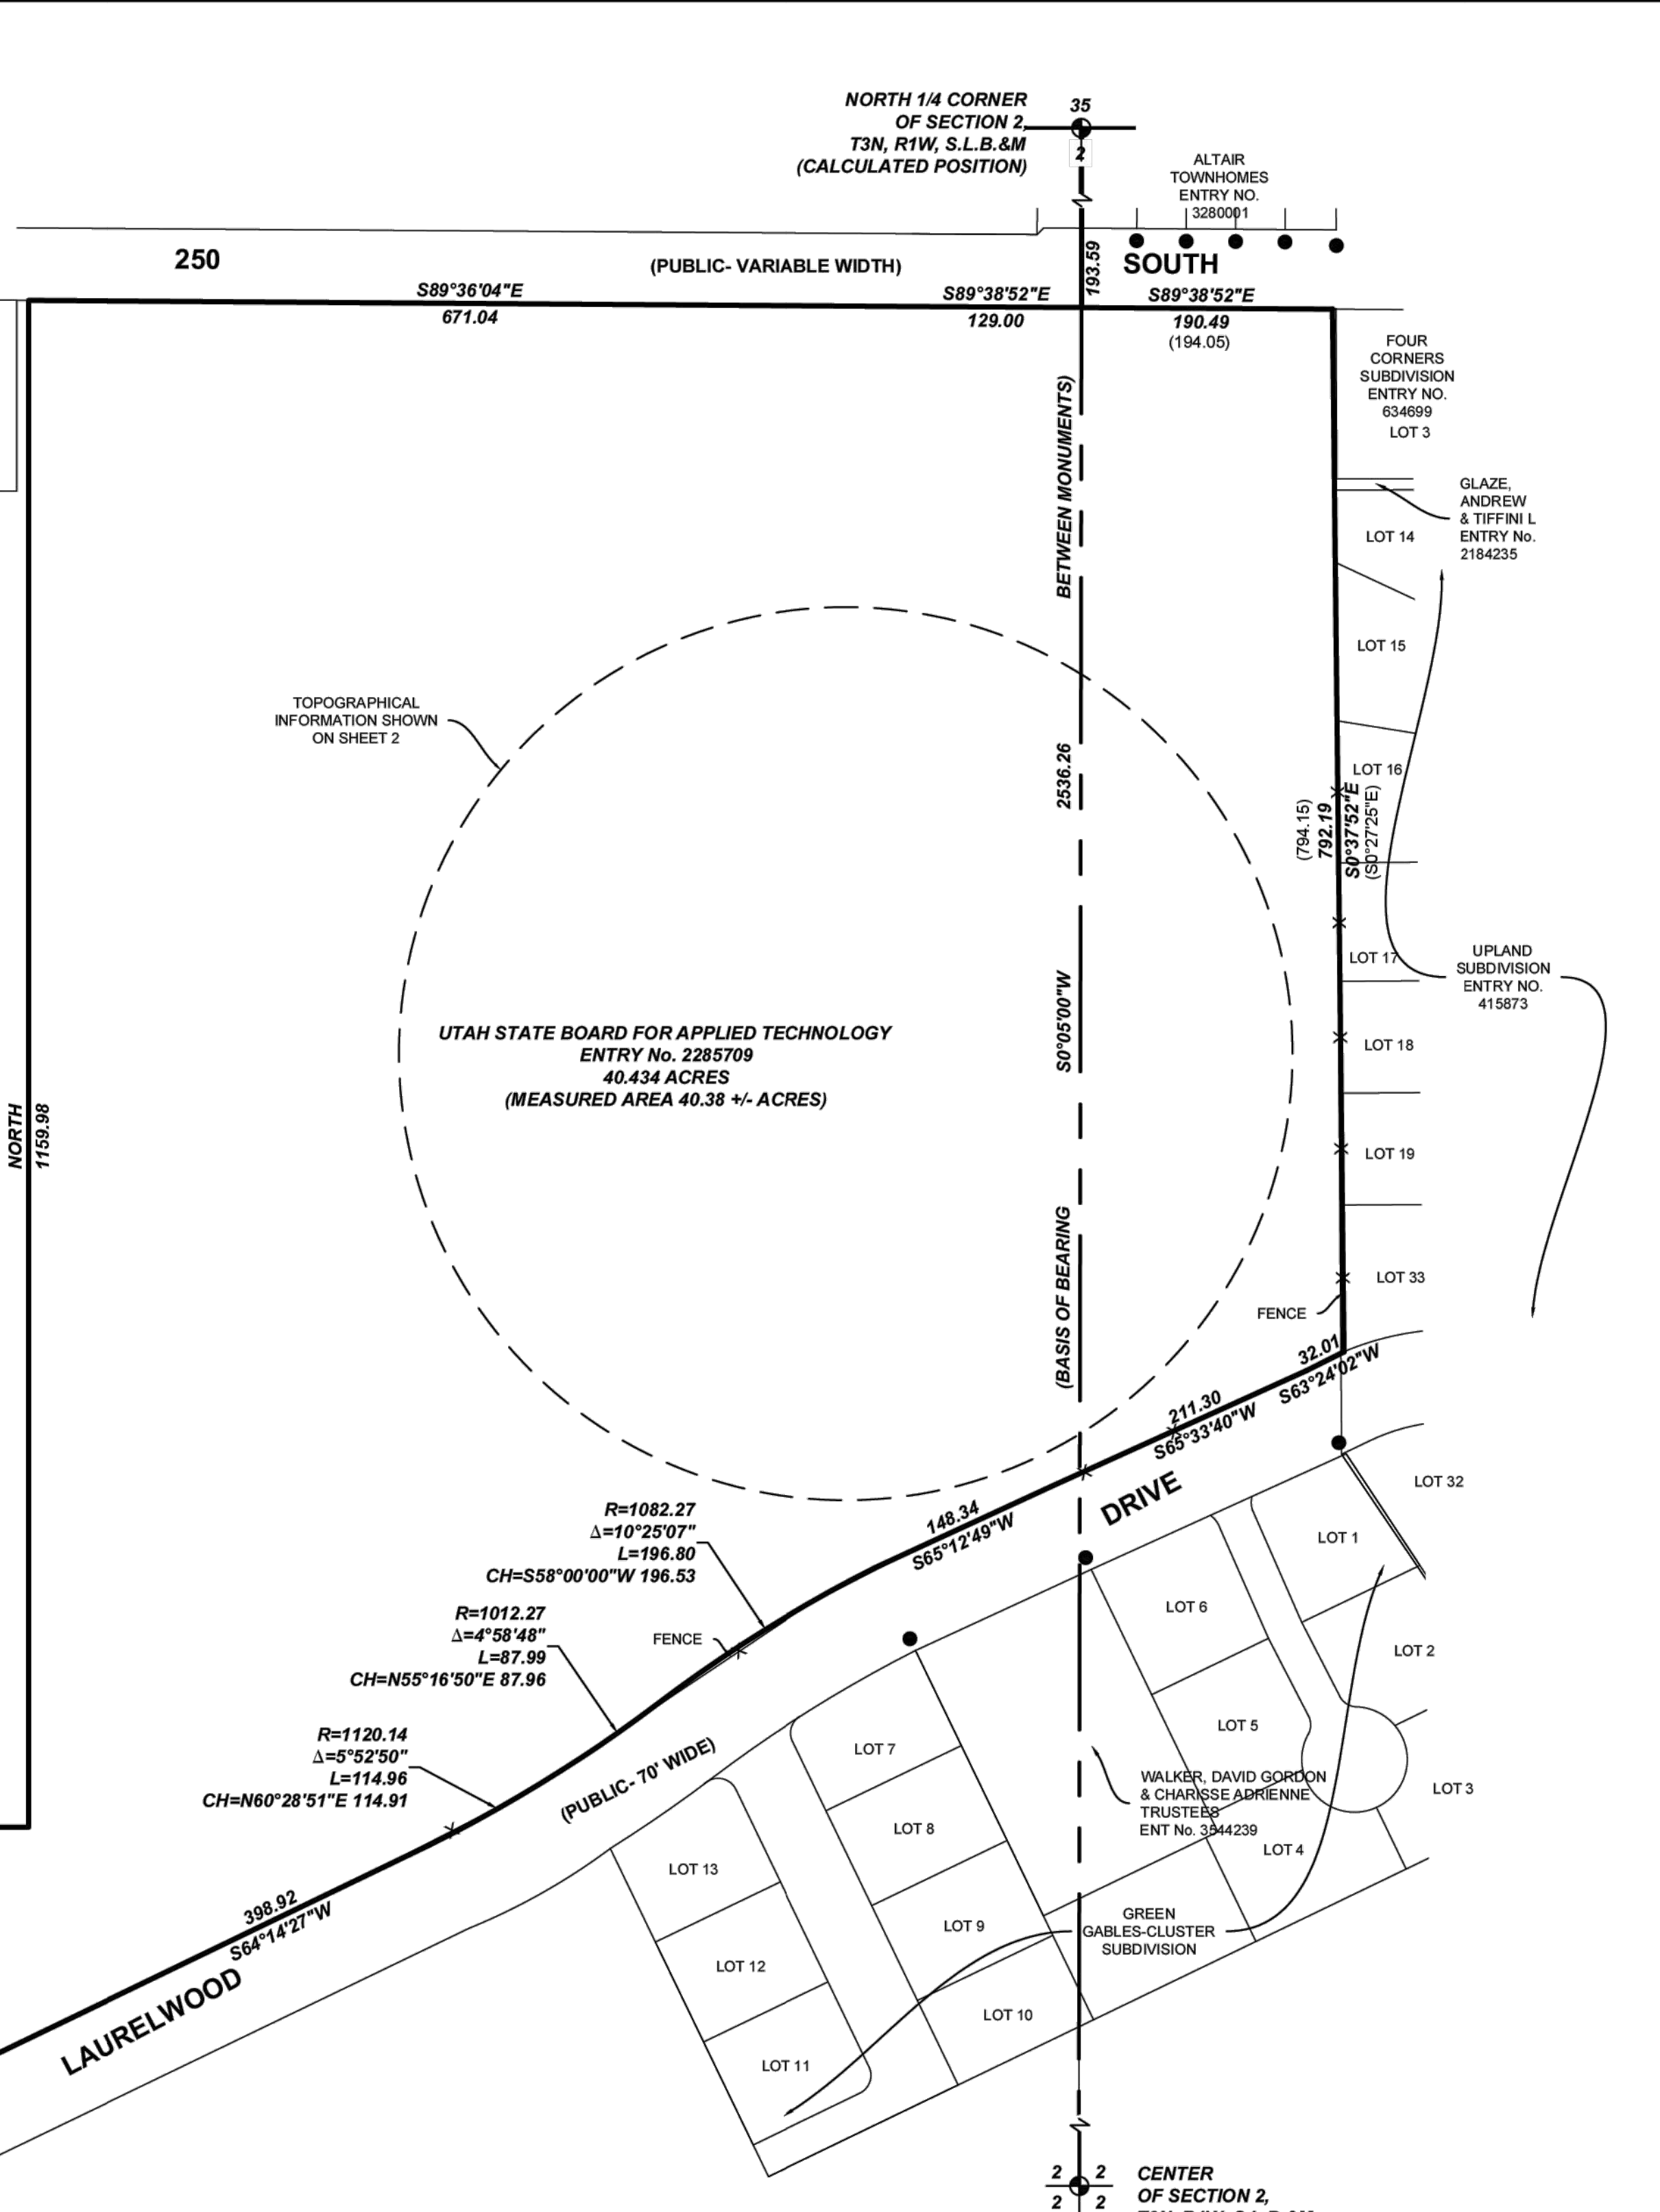 NORTH 1/4 CORNER
OF SECTION 2,
T3N, R1W, S.L.B.&M
(CALCULATED POSITION)
35
2
ALTAIR
TOWNHOMES
ENTRY NO.
3280001
250
(PUBLIC- VARIABLE WIDTH)
193.59
SOUTH
S89°36'04"E
671.04
S89°38'52"E
129.00
S89°38'52"E
190.49
(194.05)
FOUR
CORNERS
SUBDIVISION
ENTRY NO.
634699
LOT 3
GLAZE,
ANDREW
& TIFFINI L
ENTRY No.
2184235
LOT 14
LOT 15
LOT 16
BETWEEN MONUMENTS)
2536.26
S0°05'00"W
(BASIS OF BEARING
TOPOGRAPHICAL
INFORMATION SHOWN
ON SHEET 2
(794.15)
792.19
S0°37'52"E
(S0°27'25"E)
LOT 17
UPLAND
SUBDIVISION
ENTRY NO.
415873
LOT 18
LOT 19
LOT 33
FENCE
UTAH STATE BOARD FOR APPLIED TECHNOLOGY
ENTRY No. 2285709
40.434 ACRES
(MEASURED AREA 40.38 +/- ACRES)
NORTH
1159.98
32.01
S63°24'02"W
211.30
S65°33'40"W
DRIVE
148.34
S65°12'49"W
R=1082.27
Δ=10°25'07"
L=196.80
CH=S58°00'00"W 196.53
R=1012.27
Δ=4°58'48"
L=87.99
CH=N55°16'50"E 87.96
FENCE
R=1120.14
Δ=5°52'50"
L=114.96
CH=N60°28'51"E 114.91
(PUBLIC- 70' WIDE)
398.92
S64°14'27"W
LAURELWOOD
LOT 32
LOT 1
LOT 6
LOT 2
LOT 5
LOT 7
LOT 3
WALKER, DAVID GORDON
& CHARISSE ADRIENNE
TRUSTEES
ENT No. 3544239
LOT 8
LOT 4
LOT 13
LOT 9
GREEN
GABLES-CLUSTER
SUBDIVISION
LOT 12
LOT 10
LOT 11
2 2
2 2
CENTER
OF SECTION 2,